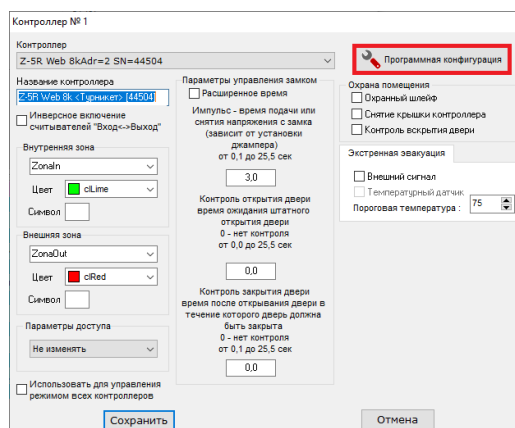 Контроллер № 1
Контроллер
Z-5R Web 8kAdr=2 SN=44504
Программная конфигурация
Название контроллера
Z-5R Web 8k <Турникет> [44504]
Инверсное включение
считывателей "Вход<->Выход"
Внутренняя зона
ZonaIn
Цвет clLime
Символ
Внешняя зона
ZonaOut
Цвет clRed
Символ
Параметры доступа
Не изменять
Использовать для управления
режимом всех контроллеров
Параметры управления замком
Расширенное время
Импульс - время подачи или
снятия напряжения с замка
(зависит от установки
джампера)
от 0,1 до 25,5 сек
3,0
Контроль открытия двери
время ожидания штатного
открытия двери
0 - нет контроля
от 0,0 до 25,5 сек
0,0
Контроль закрытия двери
время после открывания двери в
течение которого дверь должна
быть закрыта
0 - нет контроля
от 0,1 до 25,5 сек
0,0
Охрана помещения
Охранный шлейф
Снятие крышки контроллера
Контроль вскрытия двери
Экстренная эвакуация
Внешний сигнал
Температурный датчик
Пороговая температура : 75
Сохранить
Отмена